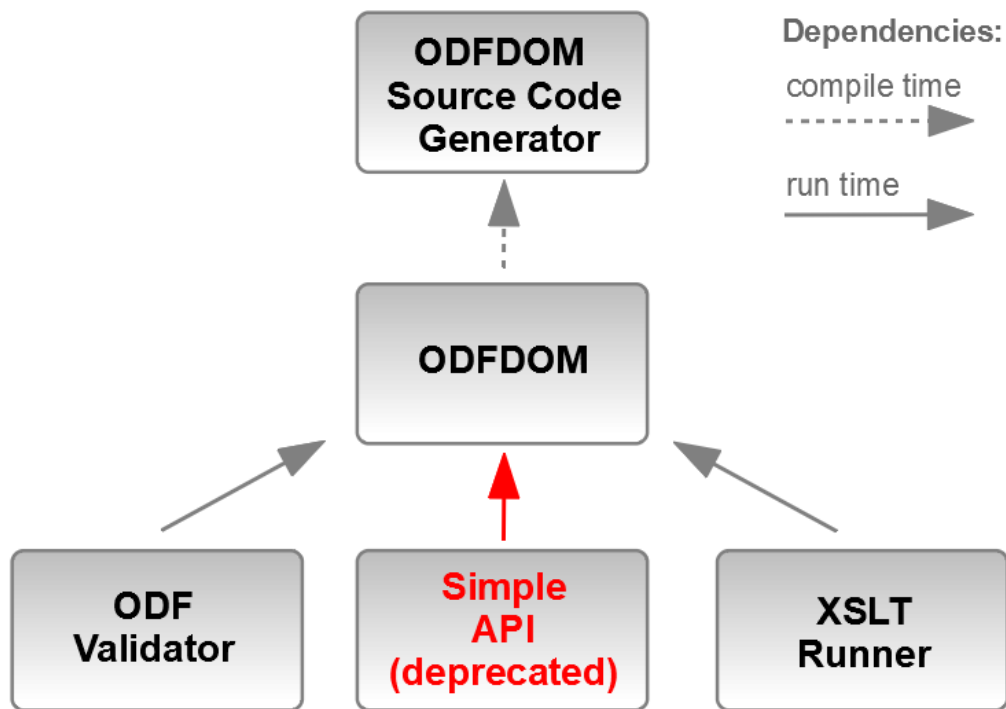 ODFDOM
Source Code
Generator
Dependencies:
compile time
run time
ODFDOM
ODF
Validator
Simple
API
(deprecated)
XSLT
Runner